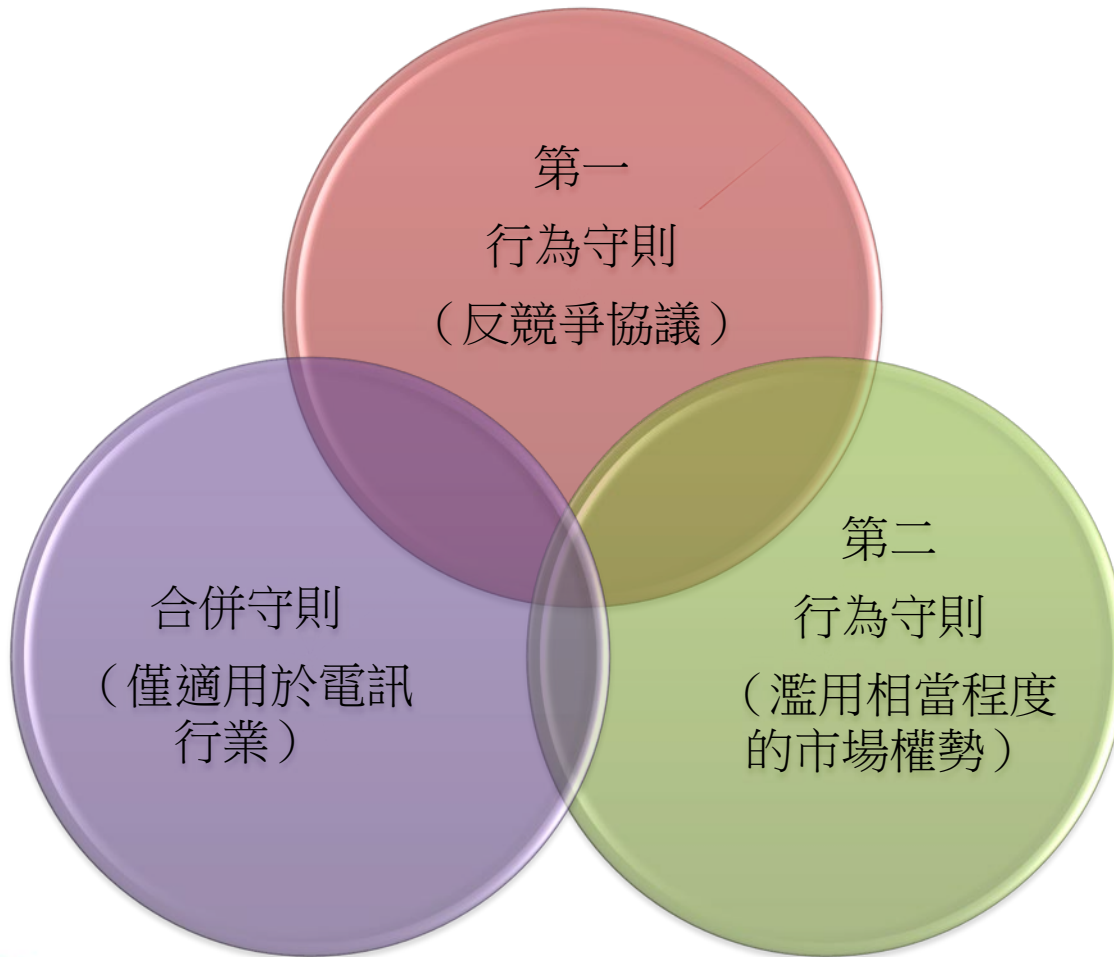 第一
行為守則
（反競爭協議）
合併守則
（僅適用於電訊
行業）
第二
行為守則
（濫用相當程度
的市場權勢）